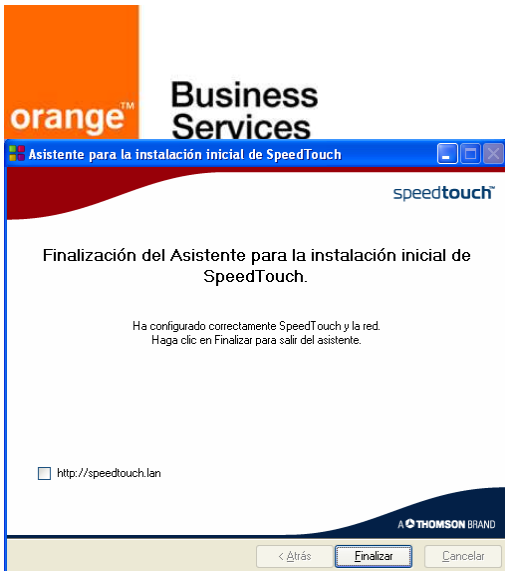 orange™
Business
Services
Asistente para la instalación inicial de SpeedTouch
speedtouch™
Finalización del Asistente para la instalación inicial de
SpeedTouch.
Ha configurado correctamente SpeedTouch y la red.
Haga clic en Finalizar para salir del asistente.
http://speedtouch.lan
A THOMSON BRAND
< Atrás
Finalizar
Cancelar